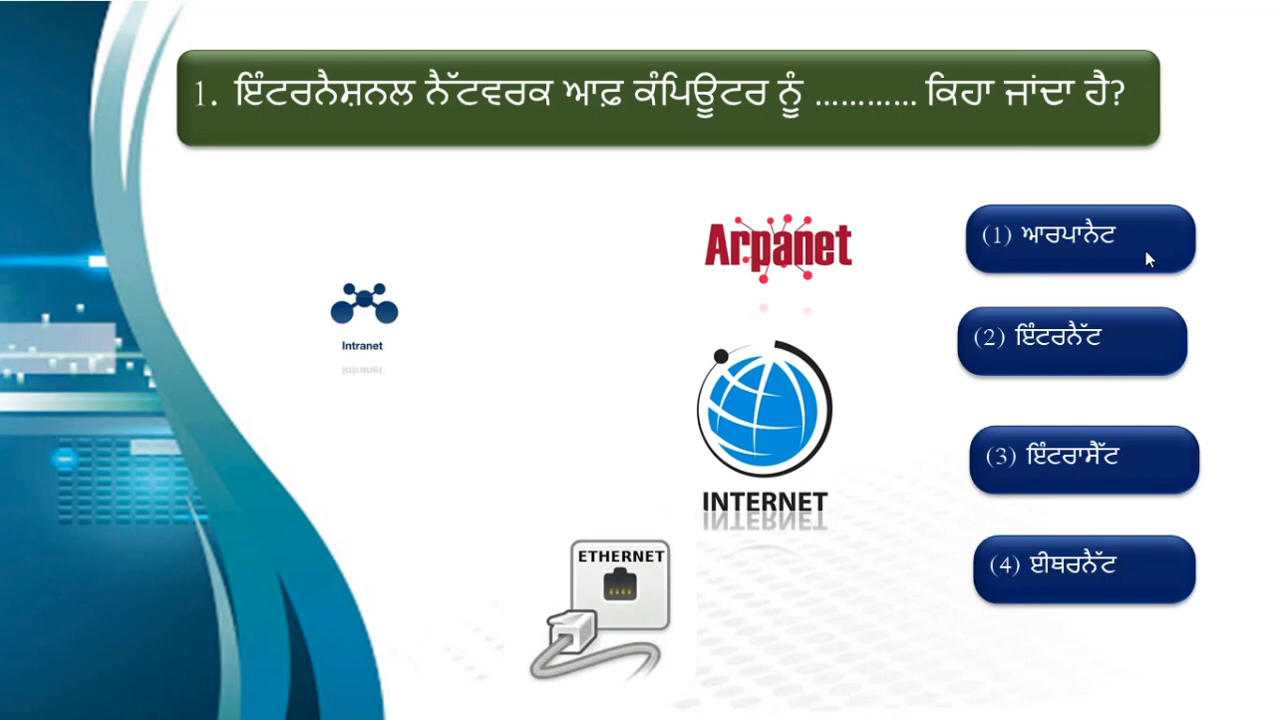 1. ਇੰਟਰਨੈਸ਼ਨਲ ਨੈੱਟਵਰਕ ਆਫ਼ ਕੰਪਿਊਟਰ ਨੂੰ ............ ਕਿਹਾ ਜਾਂਦਾ ਹੈ?
Arpanet
(1) ਆਰਪਾਨੈਟ
Intranet
(2) ਇੰਟਰਨੈੱਟ
INTERNET
(3) ਇੰਟਰਾਸੈੱਟ
ETHERNET
(4) ਈਥਰਨੈੱਟ